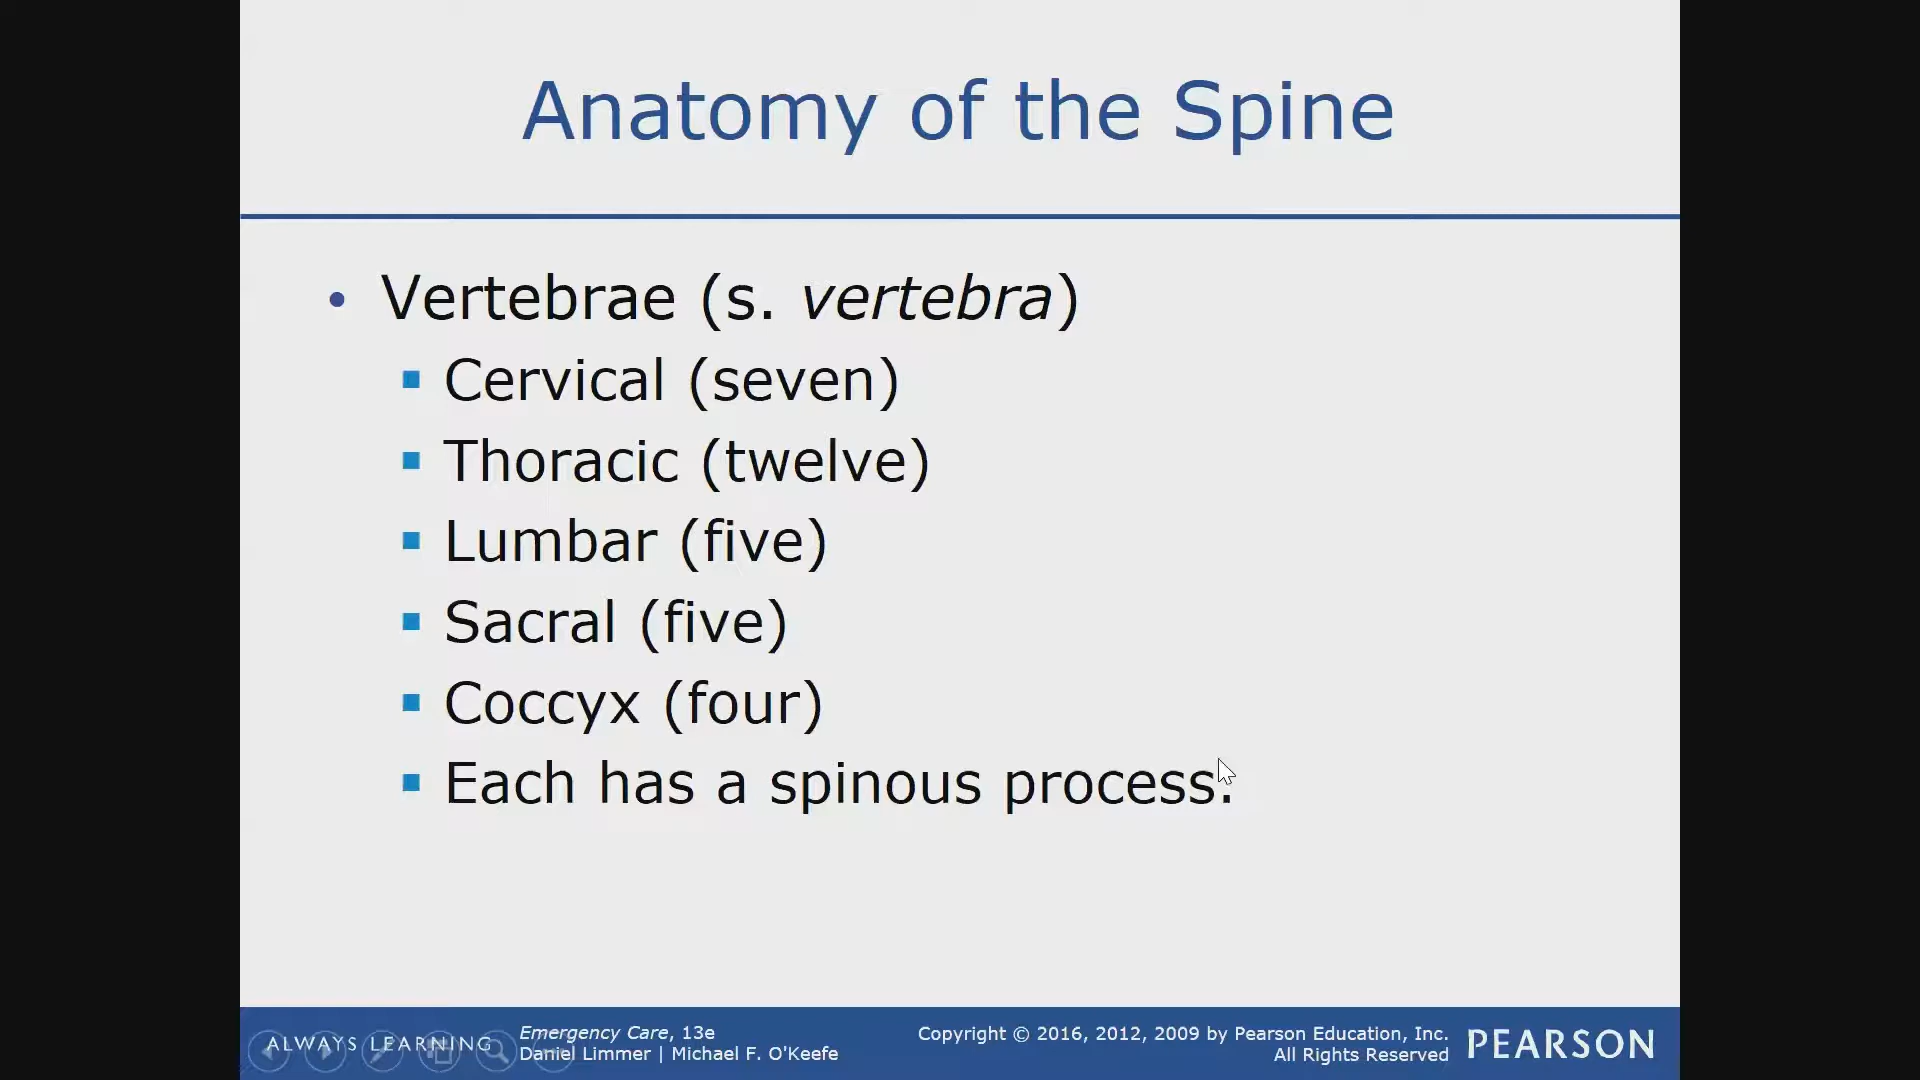 Anatomy of the Spine
• Vertebrae (s. vertebra)
▪ Cervical (seven)
▪ Thoracic (twelve)
▪ Lumbar (five)
▪ Sacral (five)
▪ Coccyx (four)
▪ Each has a spinous process.
ALWAYS LEARNING
Emergency Care, 13e
Daniel Limmer | Michael F. O'Keefe
Copyright © 2016, 2012, 2009 by Pearson Education, Inc.
All Rights Reserved
PEARSON